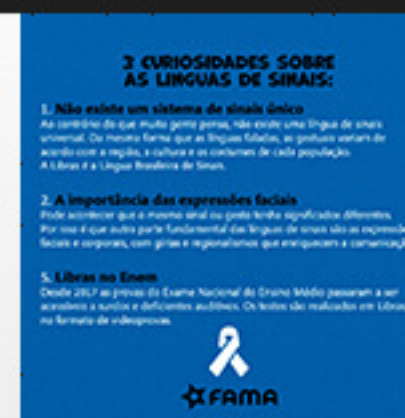 3 CURIOSIDADES SOBRE
AS LINGUAS DE SINAIS:
1. Não existe um sistema de sinais único
Ao contrário do que muita gente pensa, não existe uma língua de sinais
universal. Da mesma forma que as línguas faladas, as gestuais variam de
acordo com a região, a cultura e os costumes de cada população.
A Libras é a Língua Brasileira de Sinais.
2. A importância das expressões faciais
Pode acontecer que o mesmo sinal ou gesto tenha significados diferentes.
Por isso é que outra parte fundamental das línguas de sinais são as expressõ
faciais e corporais, com gírias e regionalismos que enriquecem a comunicaçã
5. Libras no Enem
Desde 2017 as provas do Exame Nacional do Ensino Médio passaram a ser
acessíveis a surdos e deficientes auditivos. Os testes são realizados em Libras
no formato de videoprovas.
FAMA